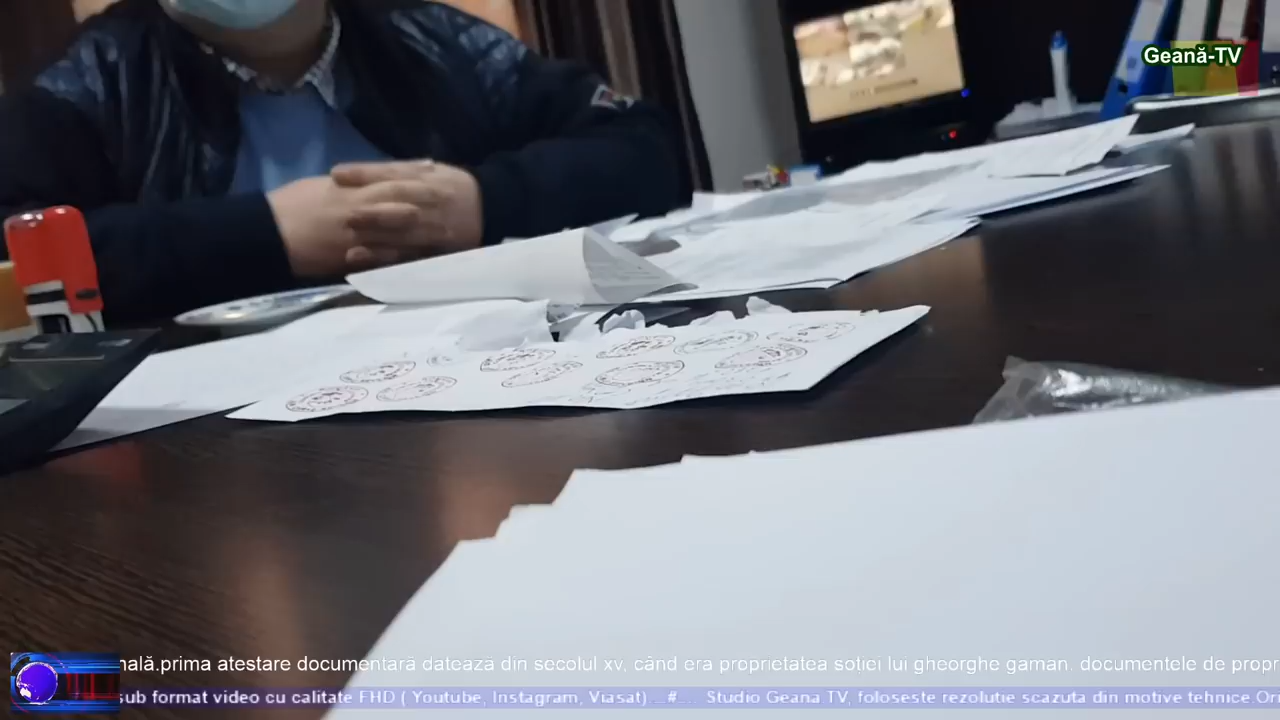 Geană-TV
nală.prima atestare documentară datează din secolul xv, când era proprietatea soției lui gheorghe gaman. documentele de propr
sub format video cu calitate FHD ( Youtube, Instagram, Viasat)....#.... Studio Geana TV, foloseste rezolutie scazuta din motive tehnice On